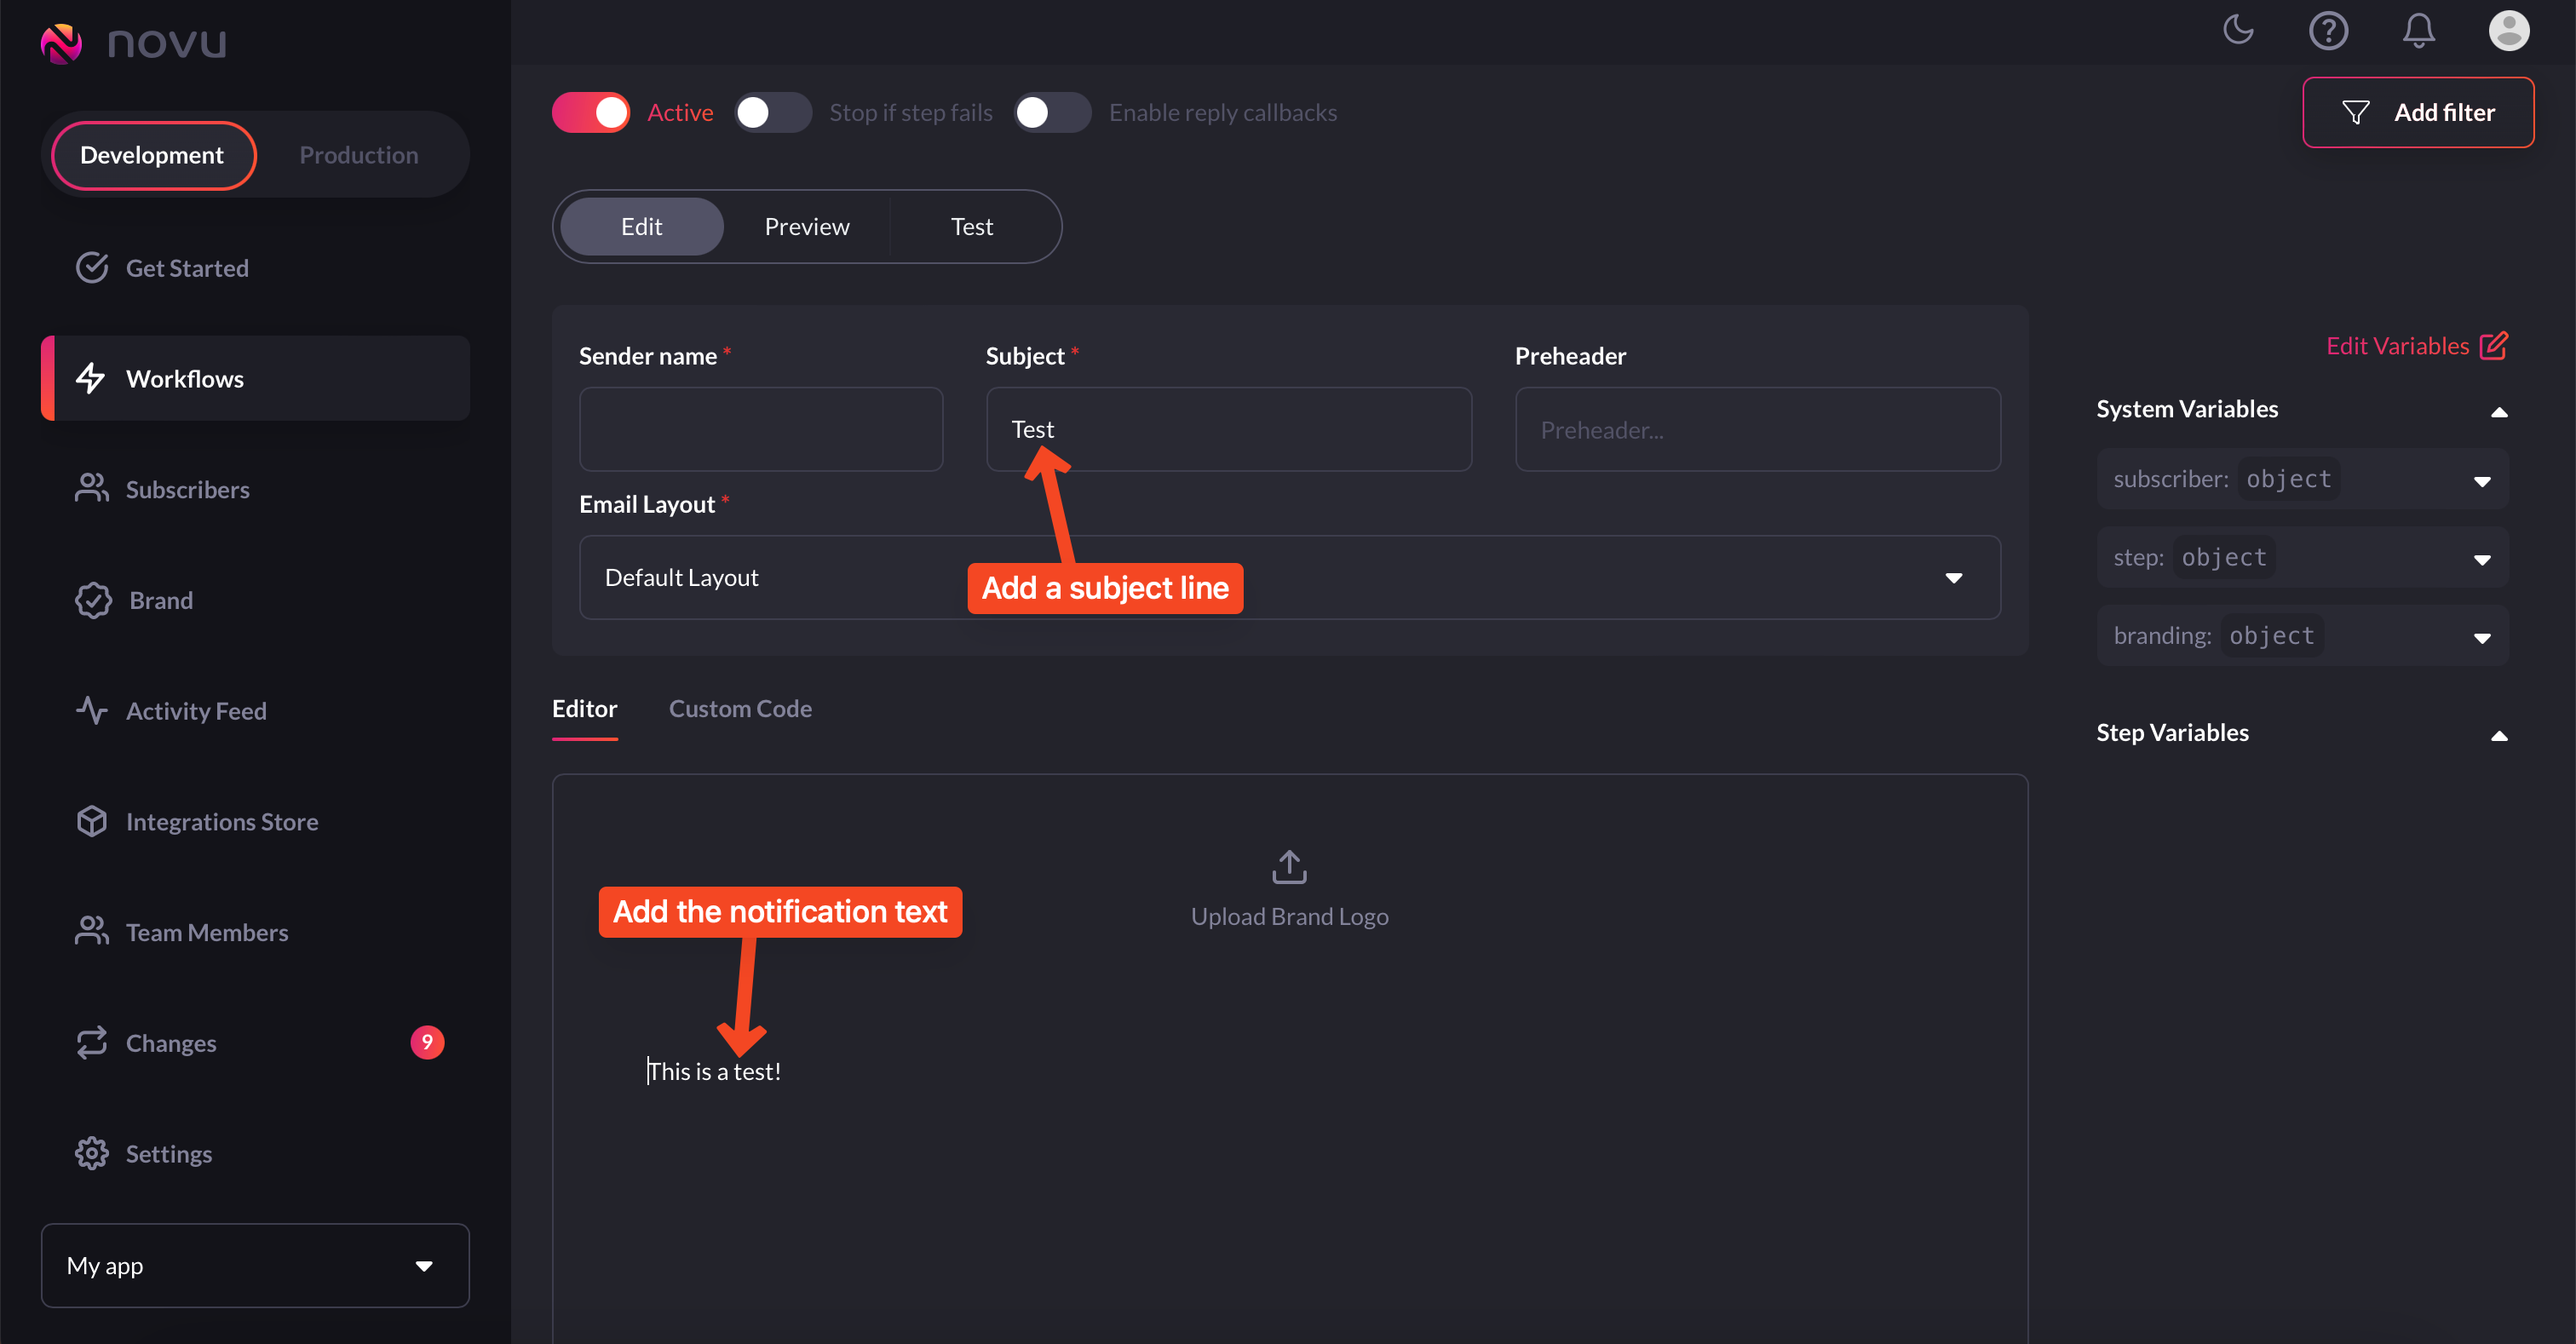 novu
Development
Production
Get Started
Workflows
Subscribers
Brand
Activity Feed
Integrations Store
Team Members
Changes
9
Settings
My app
Active
Stop if step fails
Enable reply callbacks
Add filter
Edit
Preview
Test
Sender name *
Subject *
Preheader
Test
Preheader...
Email Layout *
Default Layout
Add a subject line
Editor
Custom Code
Upload Brand Logo
Add the notification text
This is a test!
Edit Variables
System Variables
subscriber: object
step: object
branding: object
Step Variables